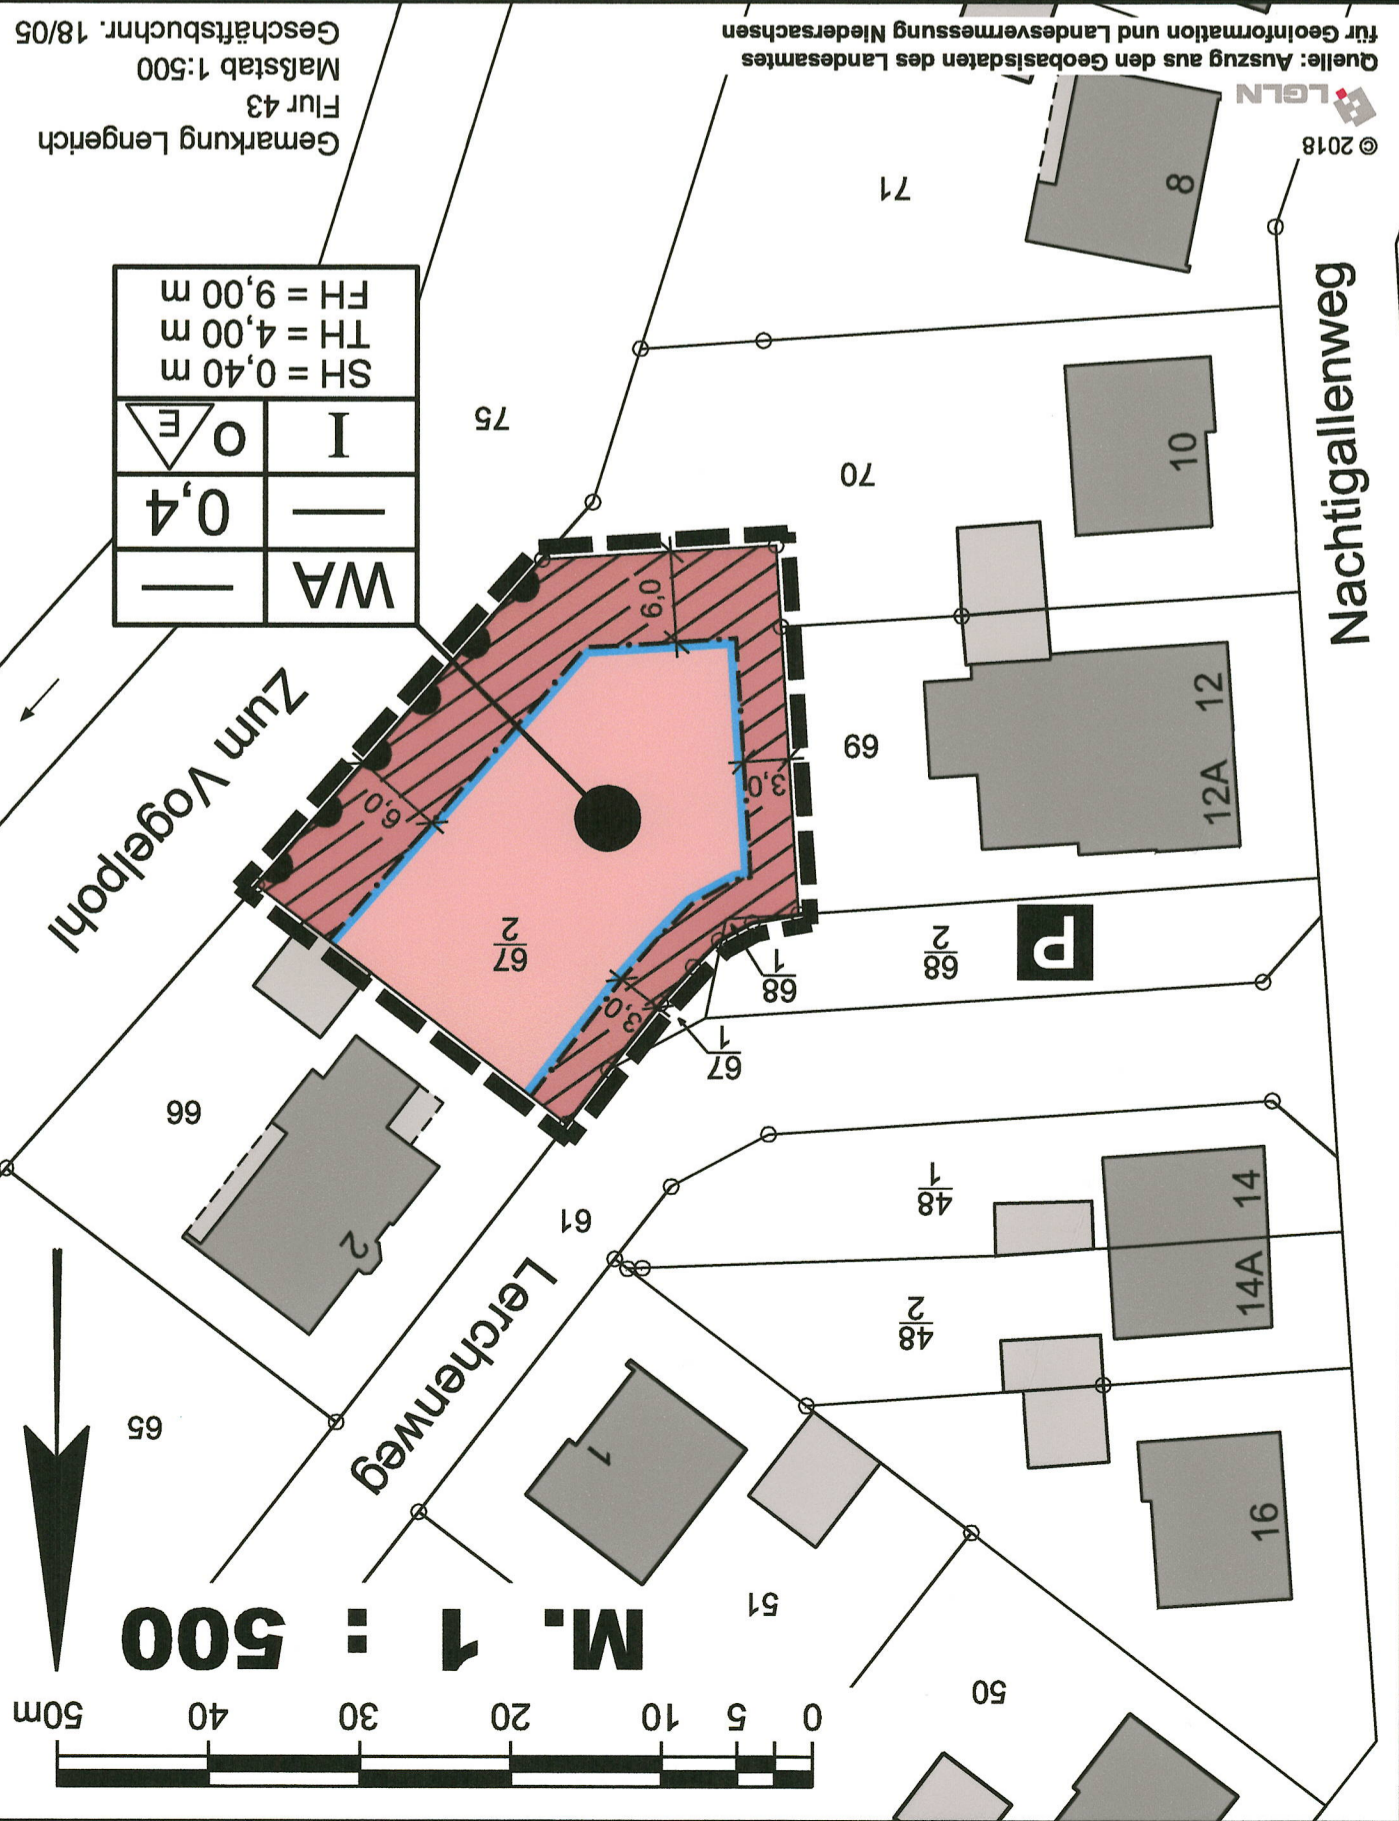 0 5 10 20 30 40 50m
M. 1 : 500
50
51
16
65
1
Lerchenweg
48
2
14A
14
2
61
48
1
66
67
1
68
1
68
2
P
67
2
3,0
Zum Vogelpohl
6,0
3,0
69
12A
12
6,0
WA
—
—
0,4
I
o E
SH = 0,40 m
TH = 4,00 m
FH = 9,00 m
75
70
10
Nachtigallenweg
71
8
Gemarkung Lengerich
Flur 43
Maßstab 1:500
Geschäftsbuchnr. 18/05
© 2018
LGLN
Quelle: Auszug aus den Geobasisdaten des Landesamtes
für Geoinformation und Landesvermessung Niedersachsen